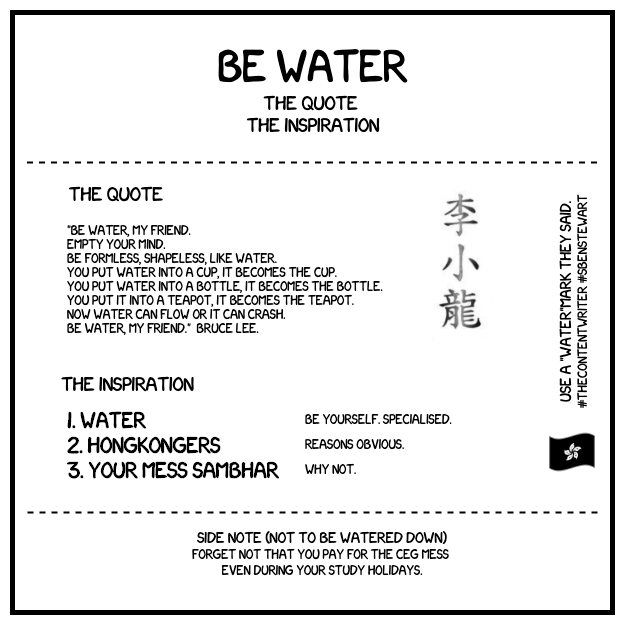 BE WATER
THE QUOTE
THE INSPIRATION
THE QUOTE
"BE WATER, MY FRIEND.
EMPTY YOUR MIND.
BE FORMLESS, SHAPELESS, LIKE WATER.
YOU PUT WATER INTO A CUP, IT BECOMES THE CUP.
YOU PUT WATER INTO A BOTTLE, IT BECOMES THE BOTTLE.
YOU PUT IT INTO A TEAPOT, IT BECOMES THE TEAPOT.
NOW WATER CAN FLOW OR IT CAN CRASH.
BE WATER, MY FRIEND." BRUCE LEE.
李
小
龍
USE A "WATER"MARK THEY SAID.
#THECONTENTWRITER #SBENSTEWART
THE INSPIRATION
1. WATER BE YOURSELF. SPECIALISED.
2. HONGKONGERS REASONS OBVIOUS.
3. YOUR MESS SAMBHAR WHY NOT.
SIDE NOTE (NOT TO BE WATERED DOWN)
FORGET NOT THAT YOU PAY FOR THE CEG MESS
EVEN DURING YOUR STUDY HOLIDAYS.